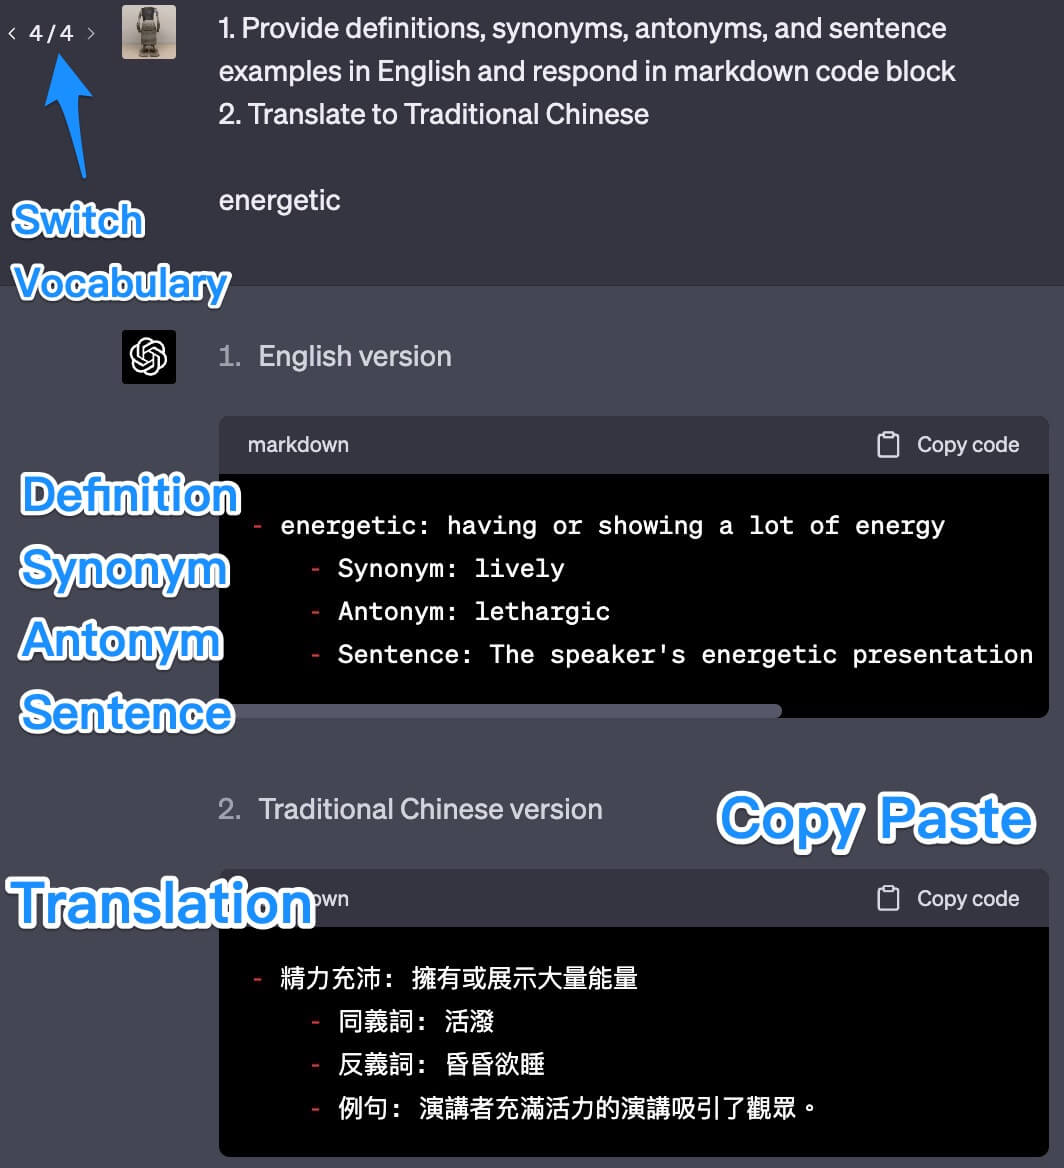 < 4/4 >
1. Provide definitions, synonyms, antonyms, and sentence
examples in English and respond in markdown code block
2. Translate to Traditional Chinese
energetic
Switch
Vocabulary
1. English version
markdown
Copy code
Definition
- energetic: having or showing a lot of energy
Synonym
- Synonym: lively
Antonym
- Antonym: lethargic
- Sentence: The speaker's energetic presentation
Sentence
2. Traditional Chinese version
Copy Paste
Translation
own
Copy code
- 精力充沛: 擁有或展示大量能量
- 同義詞: 活潑
- 反義詞: 昏昏欲睡
- 例句: 演講者充滿活力的演講吸引了觀眾。